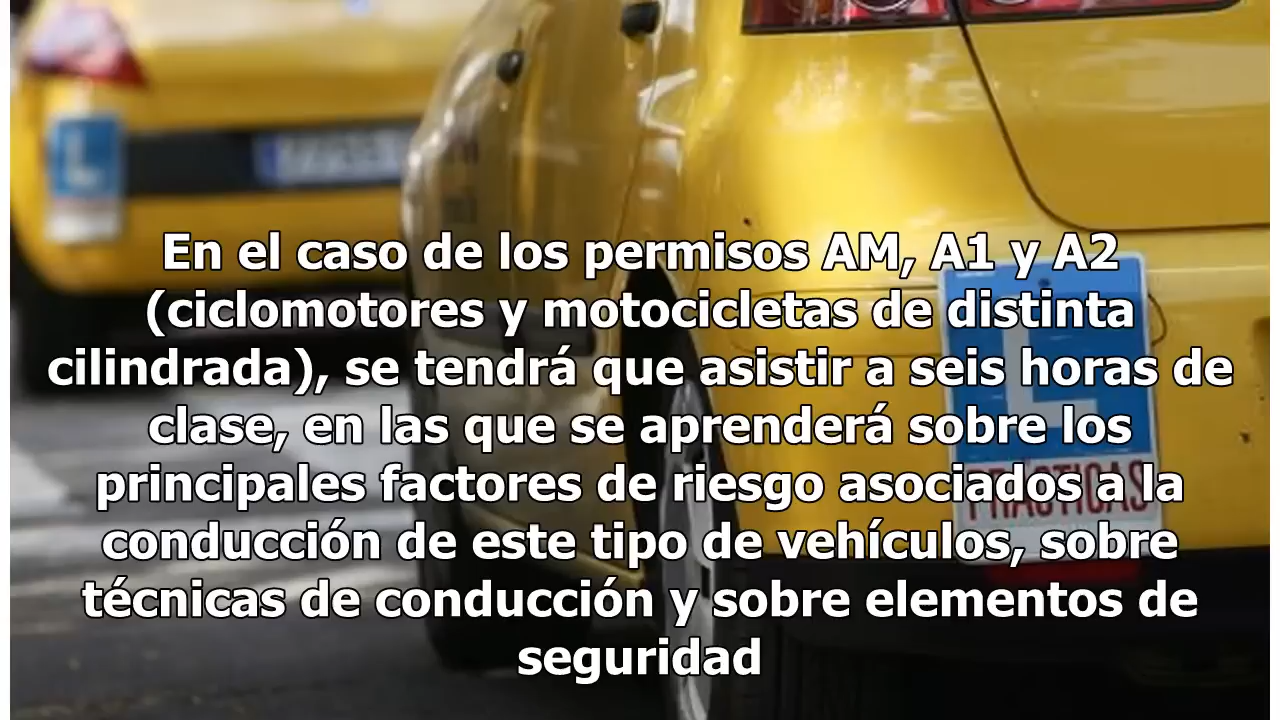 En el caso de los permisos AM, A1 y A2
(ciclomotores y motocicletas de distinta
cilindrada), se tendrá que asistir a seis horas de
clase, en las que se aprenderá sobre los
principales factores de riesgo asociados a la
conducción de este tipo de vehículos, sobre
técnicas de conducción y sobre elementos de
seguridad
L
L
PRÁCTICAS